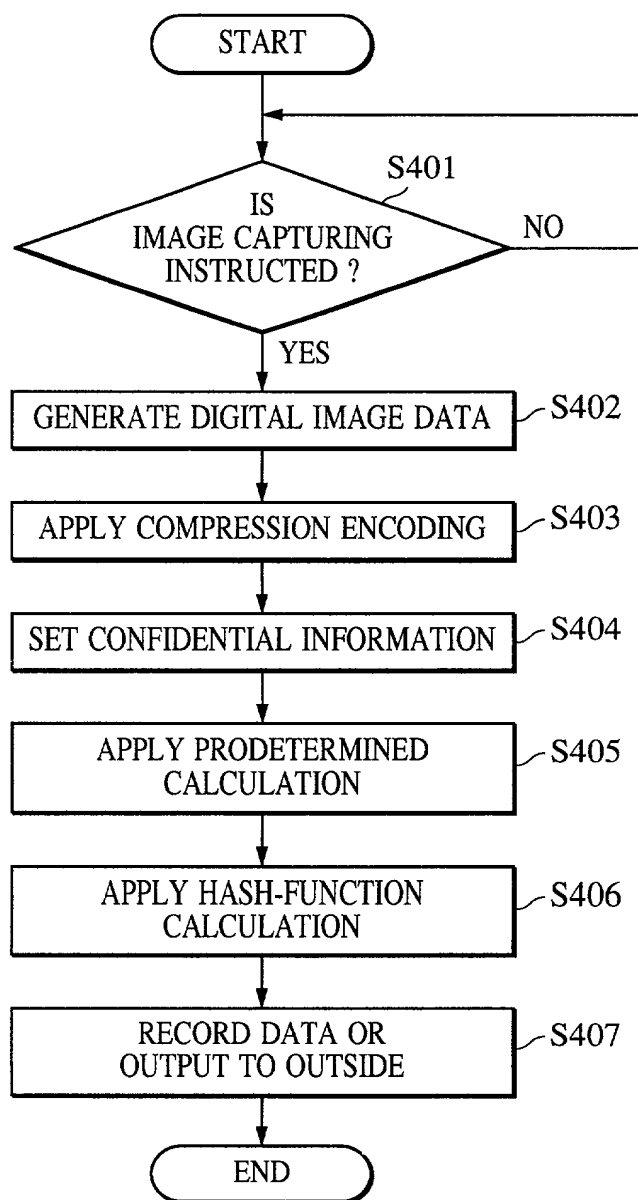 START
S401
IS
IMAGE CAPTURING
INSTRUCTED ?
NO
YES
GENERATE DIGITAL IMAGE DATA
S402
APPLY COMPRESSION ENCODING
S403
SET CONFIDENTIAL INFORMATION
S404
APPLY PRODETERMINED
CALCULATION
S405
APPLY HASH-FUNCTION
CALCULATION
S406
RECORD DATA OR
OUTPUT TO OUTSIDE
S407
END